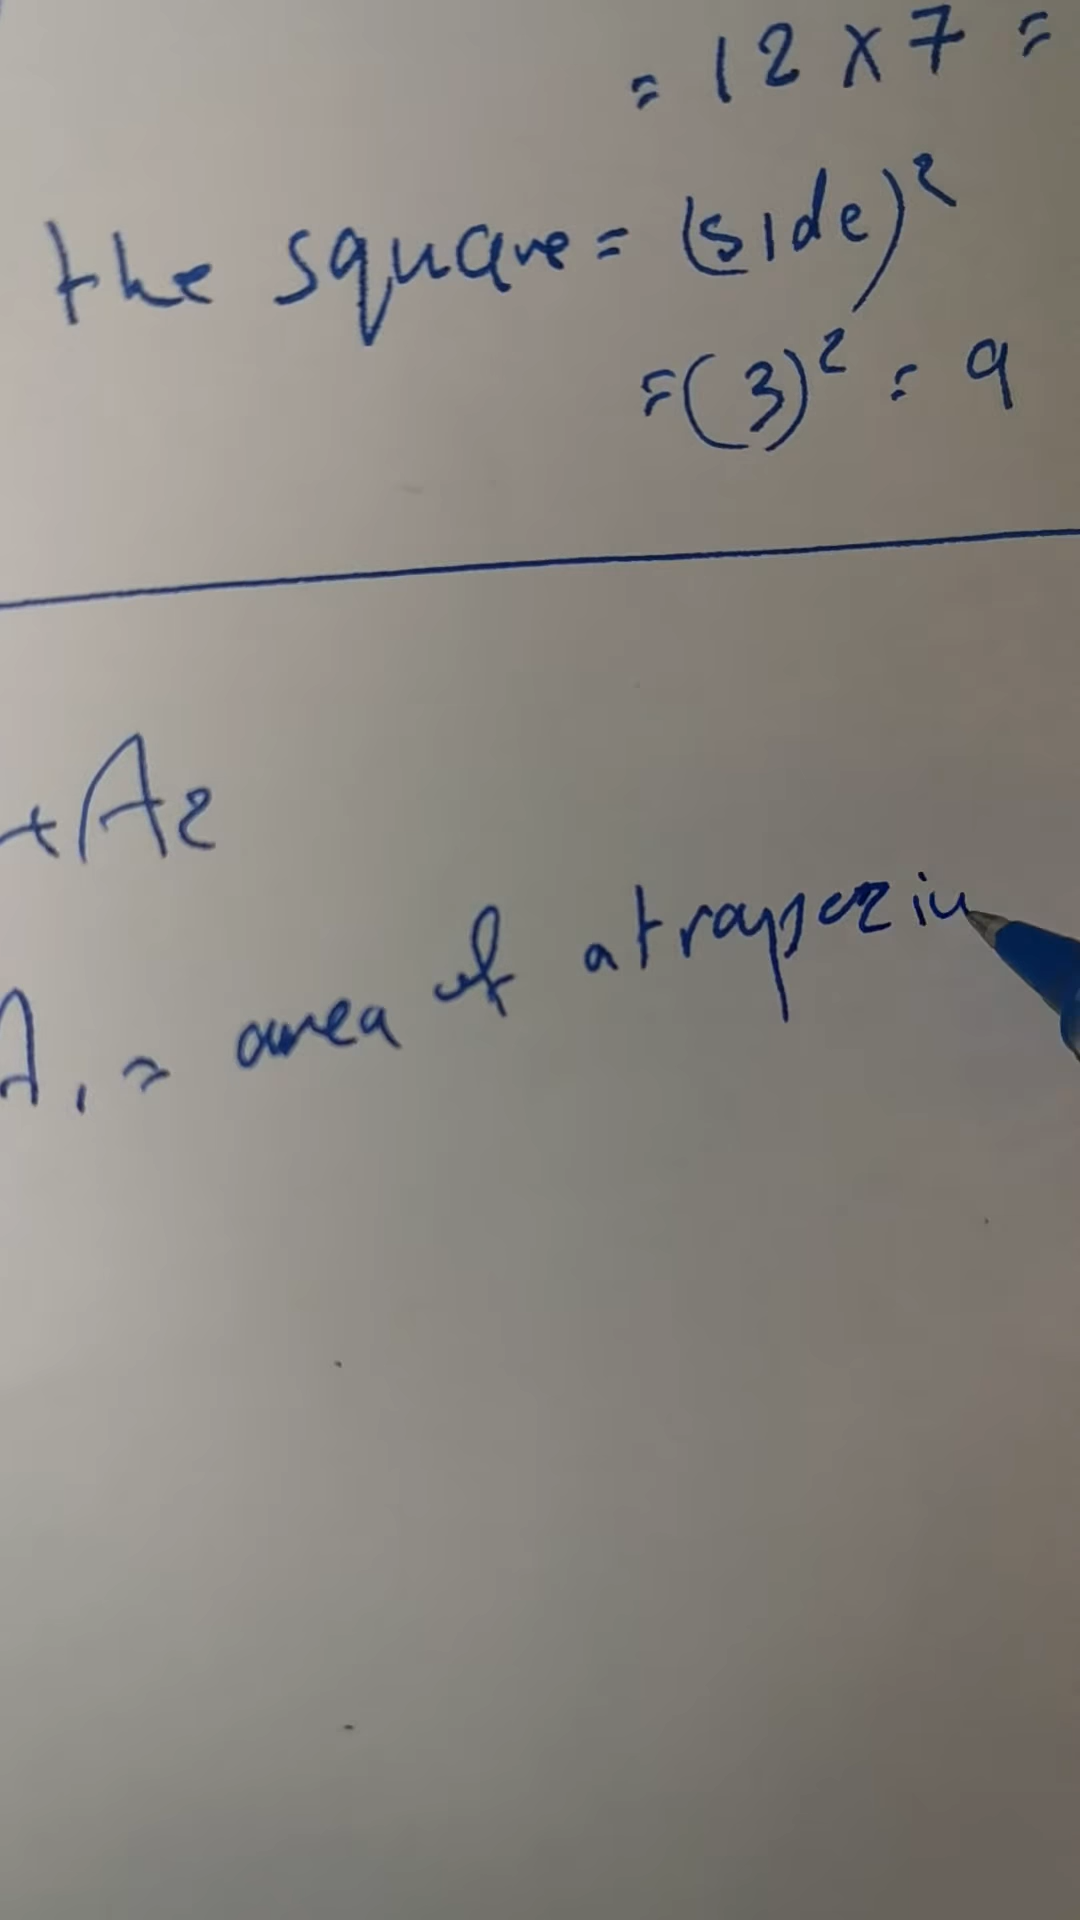 = 12 x 7 =
the square = (side)²
= (3)² = 9
+ A2
A1 = area of a trapeziu